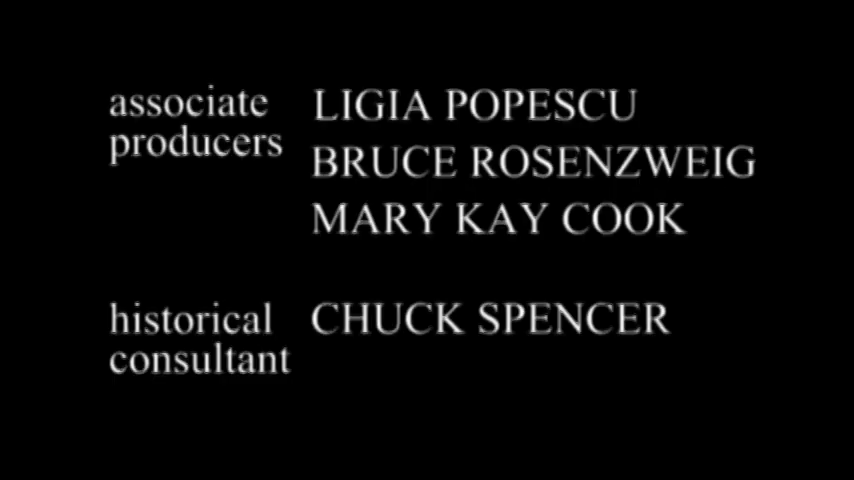 associate LIGIA POPESCU
producers
BRUCE ROSENZWEIG
MARY KAY COOK
historical CHUCK SPENCER
consultant